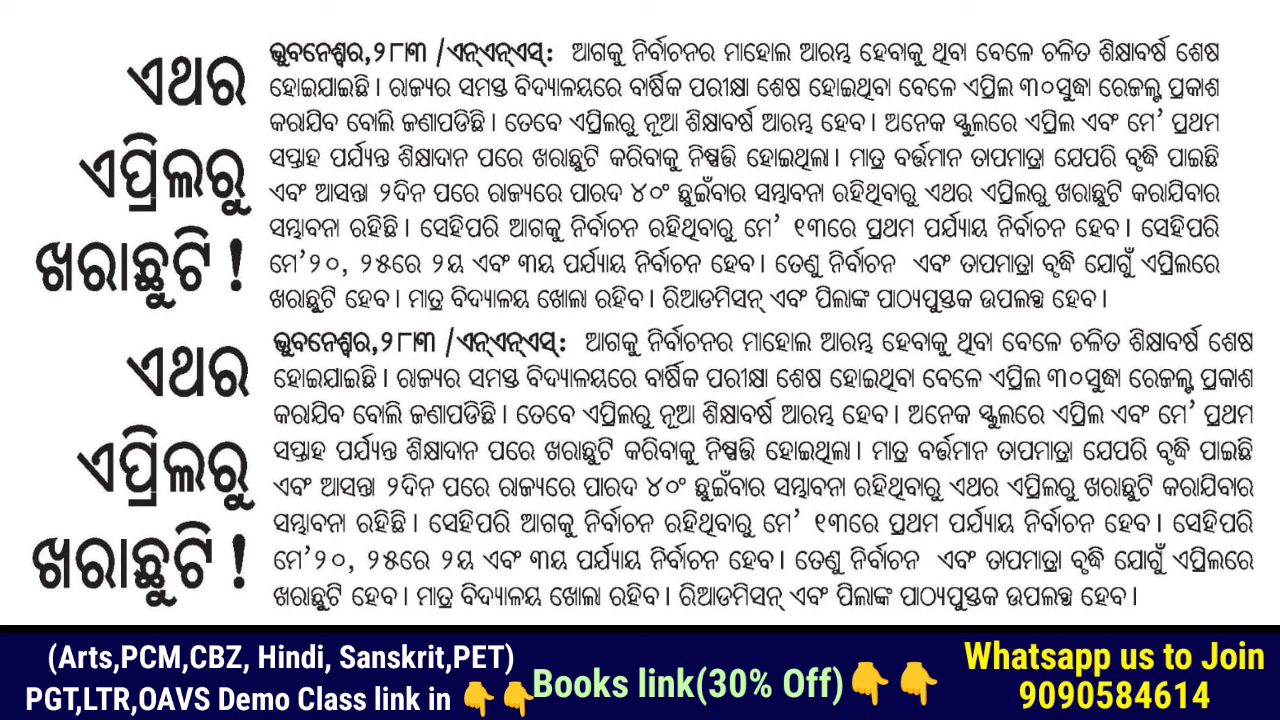 ଏଥର
ଏପ୍ରିଲରୁ
ଖରାଛୁଟି !
ଭୁବନେଶ୍ୱର,୨୮ା୩ /ଏନ୍‌ଏନ୍‌ଏସ୍‌: ଆଗକୁ ନିର୍ବାଚନର ମାହୋଲ ଆରମ୍ଭ ହେବାକୁ ଥିବା ବେଳେ ଚଳିତ ଶିକ୍ଷାବର୍ଷ ଶେଷ
ହୋଇଯାଇଛି । ରାଜ୍ୟର ସମସ୍ତ ବିଦ୍ୟାଳୟରେ ବାର୍ଷିକ ପରୀକ୍ଷା ଶେଷ ହୋଇଥିବା ବେଳେ ଏପ୍ରିଲ ୩୦ସୁଦ୍ଧା ରେଜଲ୍ଟ ପ୍ରକାଶ
କରାଯିବ ବୋଲି ଜଣାପଡିଛି । ତେବେ ଏପ୍ରିଲରୁ ନୂଆ ଶିକ୍ଷାବର୍ଷ ଆରମ୍ଭ ହେବ । ଅନେକ ସ୍କୁଲରେ ଏପ୍ରିଲ ଏବଂ ମେ’ ପ୍ରଥମ
ସପ୍ତାହ ପର୍ଯ୍ୟନ୍ତ ଶିକ୍ଷାଦାନ ପରେ ଖରାଛୁଟି କରିବାକୁ ନିଷ୍ପତ୍ତି ହୋଇଥିଲା । ମାତ୍ର ବର୍ତ୍ତମାନ ତାପମାତ୍ରା ଯେପରି ବୃଦ୍ଧି ପାଇଛି
ଏବଂ ଆସନ୍ତା ୨ଦିନ ପରେ ରାଜ୍ୟରେ ପାରଦ ୪୦ଂ ଛୁଇଁବାର ସମ୍ଭାବନା ରହିଥିବାରୁ ଏଥର ଏପ୍ରିଲରୁ ଖରାଛୁଟି କରାଯିବାର
ସମ୍ଭାବନା ରହିଛି । ସେହିପରି ଆଗକୁ ନିର୍ବାଚନ ରହିଥିବାରୁ ମେ’ ୧୩ରେ ପ୍ରଥମ ପର୍ଯ୍ୟାୟ ନିର୍ବାଚନ ହେବ । ସେହିପରି
ମେ’୨୦, ୨୫ରେ ୨ୟ ଏବଂ ୩ୟ ପର୍ଯ୍ୟାୟ ନିର୍ବାଚନ ହେବ । ତେଣୁ ନିର୍ବାଚନ ଏବଂ ତାପମାତ୍ରା ବୃଦ୍ଧି ଯୋଗୁଁ ଏପ୍ରିଲରେ
ଖରାଛୁଟି ହେବ । ମାତ୍ର ବିଦ୍ୟାଳୟ ଖୋଲା ରହିବ । ରିଆଡମିସନ୍ ଏବଂ ପିଲାଙ୍କ ପାଠ୍ୟପୁସ୍ତକ ଉପଲବ୍ଧ ହେବ ।
ଏଥର
ଏପ୍ରିଲରୁ
ଖରାଛୁଟି !
ଭୁବନେଶ୍ୱର,୨୮ା୩ /ଏନ୍‌ଏନ୍‌ଏସ୍‌: ଆଗକୁ ନିର୍ବାଚନର ମାହୋଲ ଆରମ୍ଭ ହେବାକୁ ଥିବା ବେଳେ ଚଳିତ ଶିକ୍ଷାବର୍ଷ ଶେଷ
ହୋଇଯାଇଛି । ରାଜ୍ୟର ସମସ୍ତ ବିଦ୍ୟାଳୟରେ ବାର୍ଷିକ ପରୀକ୍ଷା ଶେଷ ହୋଇଥିବା ବେଳେ ଏପ୍ରିଲ ୩୦ସୁଦ୍ଧା ରେଜଲ୍ଟ ପ୍ରକାଶ
କରାଯିବ ବୋଲି ଜଣାପଡିଛି । ତେବେ ଏପ୍ରିଲରୁ ନୂଆ ଶିକ୍ଷାବର୍ଷ ଆରମ୍ଭ ହେବ । ଅନେକ ସ୍କୁଲରେ ଏପ୍ରିଲ ଏବଂ ମେ’ ପ୍ରଥମ
ସପ୍ତାହ ପର୍ଯ୍ୟନ୍ତ ଶିକ୍ଷାଦାନ ପରେ ଖରାଛୁଟି କରିବାକୁ ନିଷ୍ପତ୍ତି ହୋଇଥିଲା । ମାତ୍ର ବର୍ତ୍ତମାନ ତାପମାତ୍ରା ଯେପରି ବୃଦ୍ଧି ପାଇଛି
ଏବଂ ଆସନ୍ତା ୨ଦିନ ପରେ ରାଜ୍ୟରେ ପାରଦ ୪୦ଂ ଛୁଇଁବାର ସମ୍ଭାବନା ରହିଥିବାରୁ ଏଥର ଏପ୍ରିଲରୁ ଖରାଛୁଟି କରାଯିବାର
ସମ୍ଭାବନା ରହିଛି । ସେହିପରି ଆଗକୁ ନିର୍ବାଚନ ରହିଥିବାରୁ ମେ’ ୧୩ରେ ପ୍ରଥମ ପର୍ଯ୍ୟାୟ ନିର୍ବାଚନ ହେବ । ସେହିପରି
ମେ’୨୦, ୨୫ରେ ୨ୟ ଏବଂ ୩ୟ ପର୍ଯ୍ୟାୟ ନିର୍ବାଚନ ହେବ । ତେଣୁ ନିର୍ବାଚନ ଏବଂ ତାପମାତ୍ରା ବୃଦ୍ଧି ଯୋଗୁଁ ଏପ୍ରିଲରେ
ଖରାଛୁଟି ହେବ । ମାତ୍ର ବିଦ୍ୟାଳୟ ଖୋଲା ରହିବ । ରିଆଡମିସନ୍ ଏବଂ ପିଲାଙ୍କ ପାଠ୍ୟପୁସ୍ତକ ଉପଲବ୍ଧ ହେବ ।
(Arts,PCM,CBZ, Hindi, Sanskrit,PET)
PGT,LTR,OAVS Demo Class link in 👇👇
Books link(30% Off)👇👇
Whatsapp us to Join
9090584614